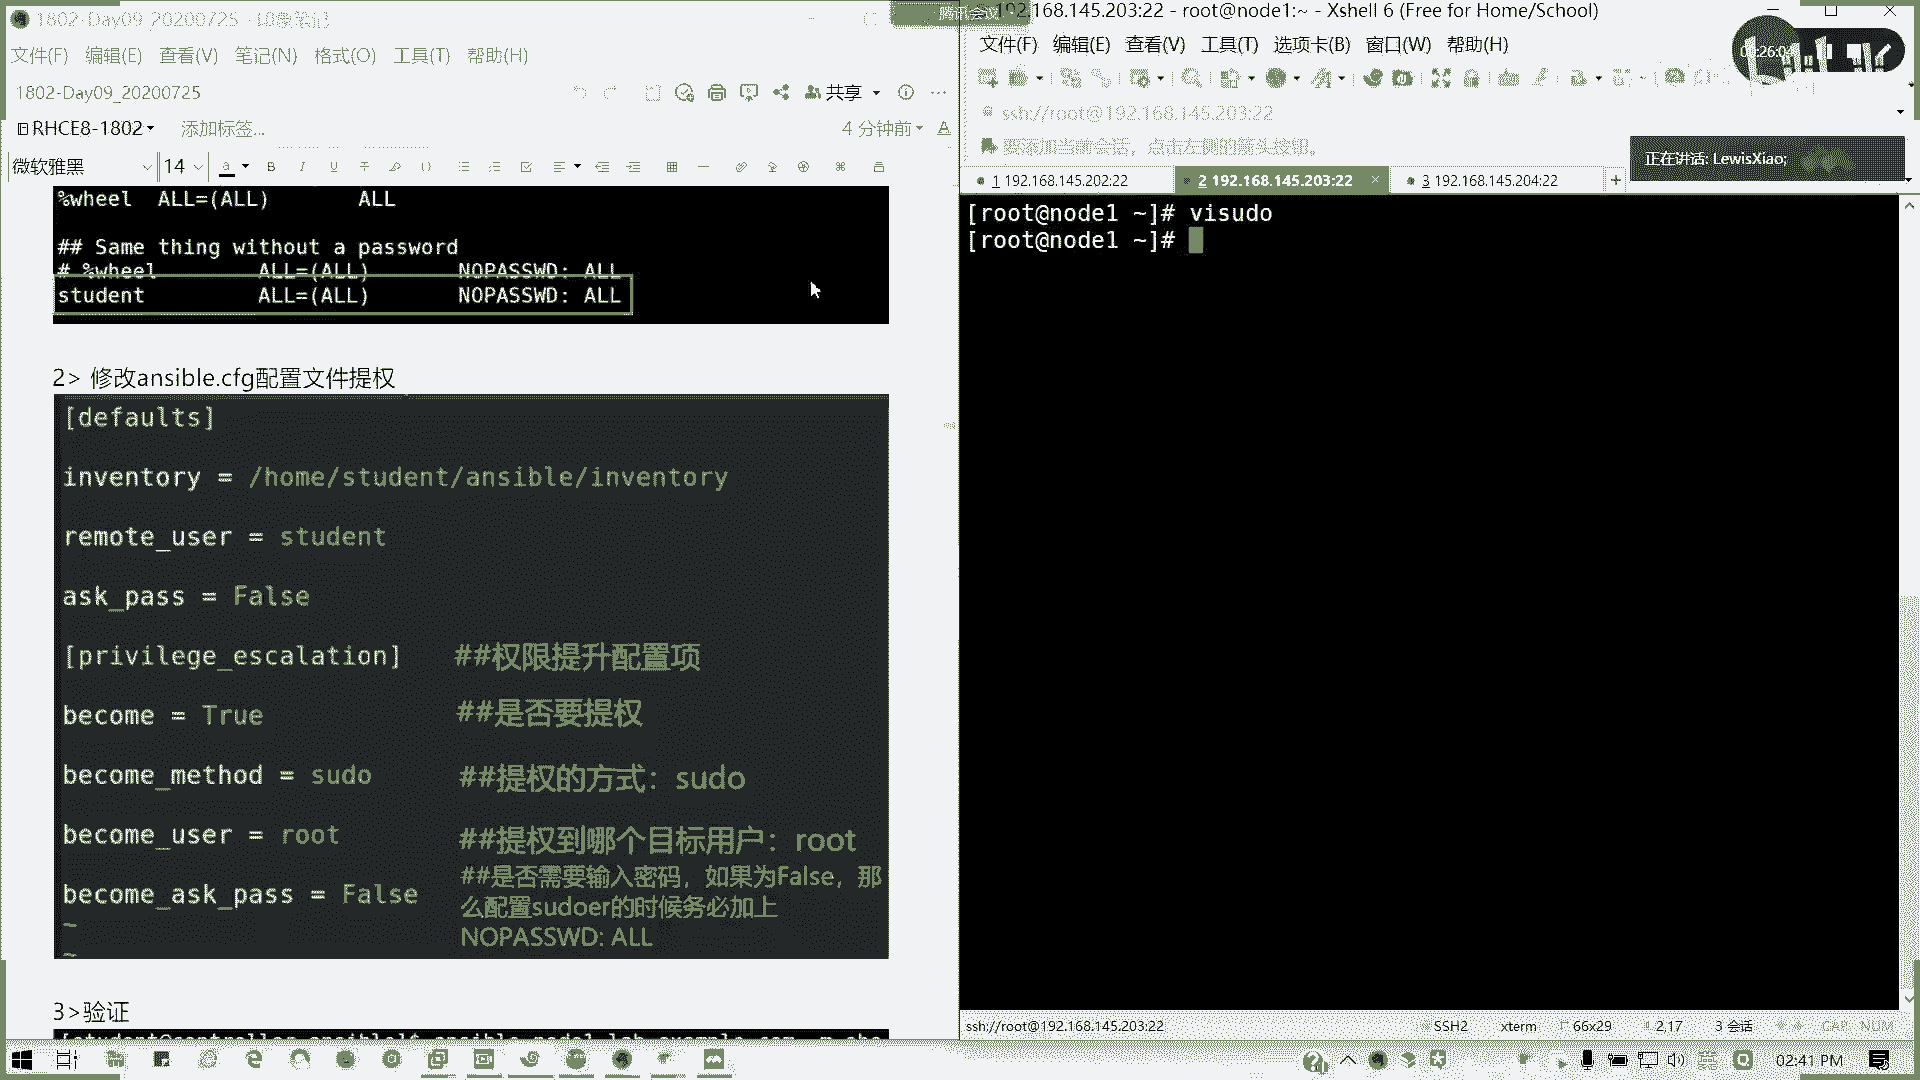 1802-Day09_20200725 - 印象笔记
文件(F) 编辑(E) 查看(V) 笔记(N) 格式(O) 工具(T) 帮助(H)
1802-Day09_20200725
共享
RHCE8-1802
添加标签...
4 分钟前
微软雅黑
14
%wheel ALL=(ALL) ALL
## Same thing without a password
# %wheel ALL=(ALL) NOPASSWD: ALL
student ALL=(ALL) NOPASSWD: ALL
2> 修改ansible.cfg配置文件提权
[defaults]
inventory = /home/student/ansible/inventory
remote_user = student
ask_pass = False
[privilege_escalation] ##权限提升配置项
become = True ##是否要提权
become_method = sudo ##提权的方式：sudo
become_user = root ##提权到哪个目标用户：root
become_ask_pass = False ##是否需要输入密码，如果为False，那
么配置sudoer的时候务必加上
NOPASSWD: ALL
~
~
3>验证
腾讯会议
192.168.145.203:22 - root@node1:~ - Xshell 6 (Free for Home/School)
文件(F) 编辑(E) 查看(V) 工具(T) 选项卡(B) 窗口(W) 帮助(H)
ssh://root@192.168.145.203:22
要添加当前会话，点击左侧的箭头按钮。
正在讲话: LewisXiao;
1 192.168.145.202:22
2 192.168.145.203:22
3 192.168.145.204:22
[root@node1 ~]# visudo
[root@node1 ~]#
ssh://root@192.168.145.203:22
SSH2
xterm
66x29
2,17
3 会话
CAP NUM
02:41 PM